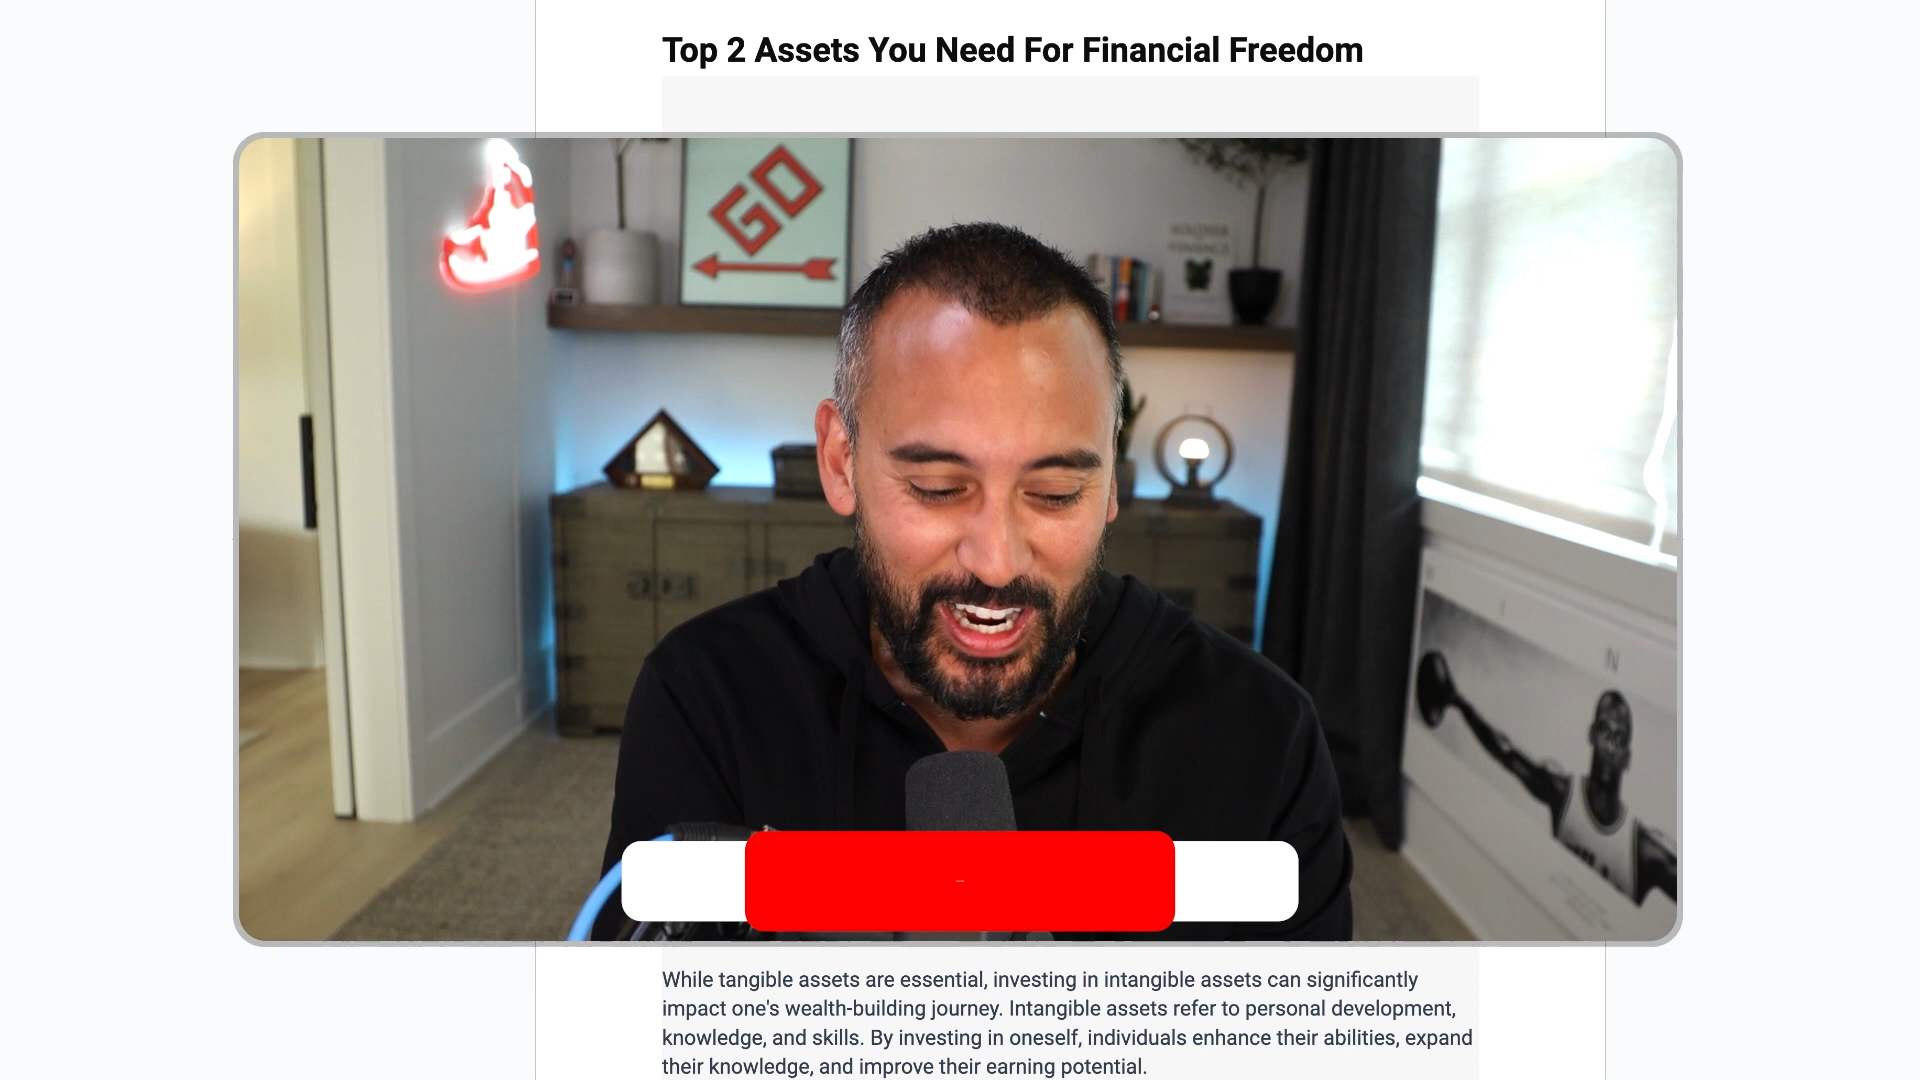 Top 2 Assets You Need For Financial Freedom
GO
FINANCE
N
While tangible assets are essential, investing in intangible assets can significantly
impact one's wealth-building journey. Intangible assets refer to personal development,
knowledge, and skills. By investing in oneself, individuals enhance their abilities, expand
their knowledge, and improve their earning potential.